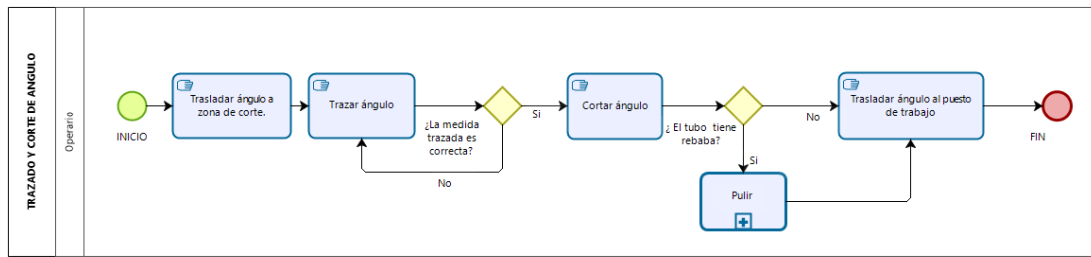 TRAZADO Y CORTE DE ANGULO
Operario
INICIO
Trasladar ángulo a
zona de corte.
Trazar ángulo
¿La medida
trazada es
correcta?
No
Si
Cortar ángulo
¿ El tubo tiene
rebaba?
Si
Pulir
No
Trasladar ángulo al puesto
de trabajo
FIN